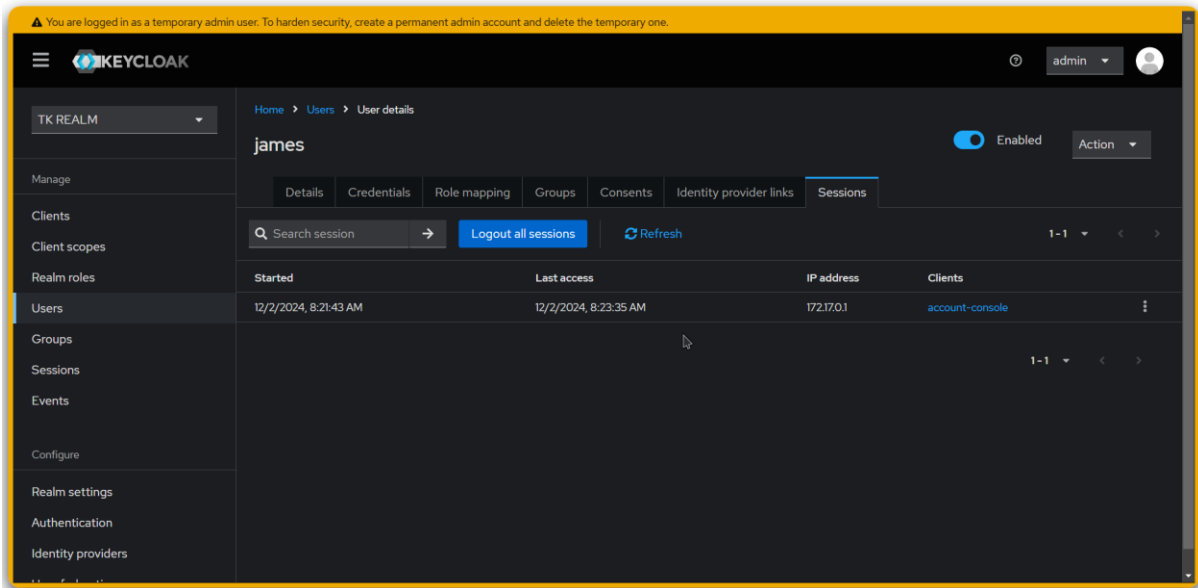 You are logged in as a temporary admin user. To harden security, create a permanent admin account and delete the temporary one.
KEYCLOAK
admin
TK REALM
Manage
Clients
Client scopes
Realm roles
Users
Groups
Sessions
Events
Configure
Realm settings
Authentication
Identity providers
Home > Users > User details
james
Enabled
Action
Details Credentials Role mapping Groups Consents Identity provider links Sessions
Search session Logout all sessions Refresh 1-1
Started Last access IP address Clients
12/2/2024, 8:21:43 AM 12/2/2024, 8:23:35 AM 172.17.0.1 account-console
1-1